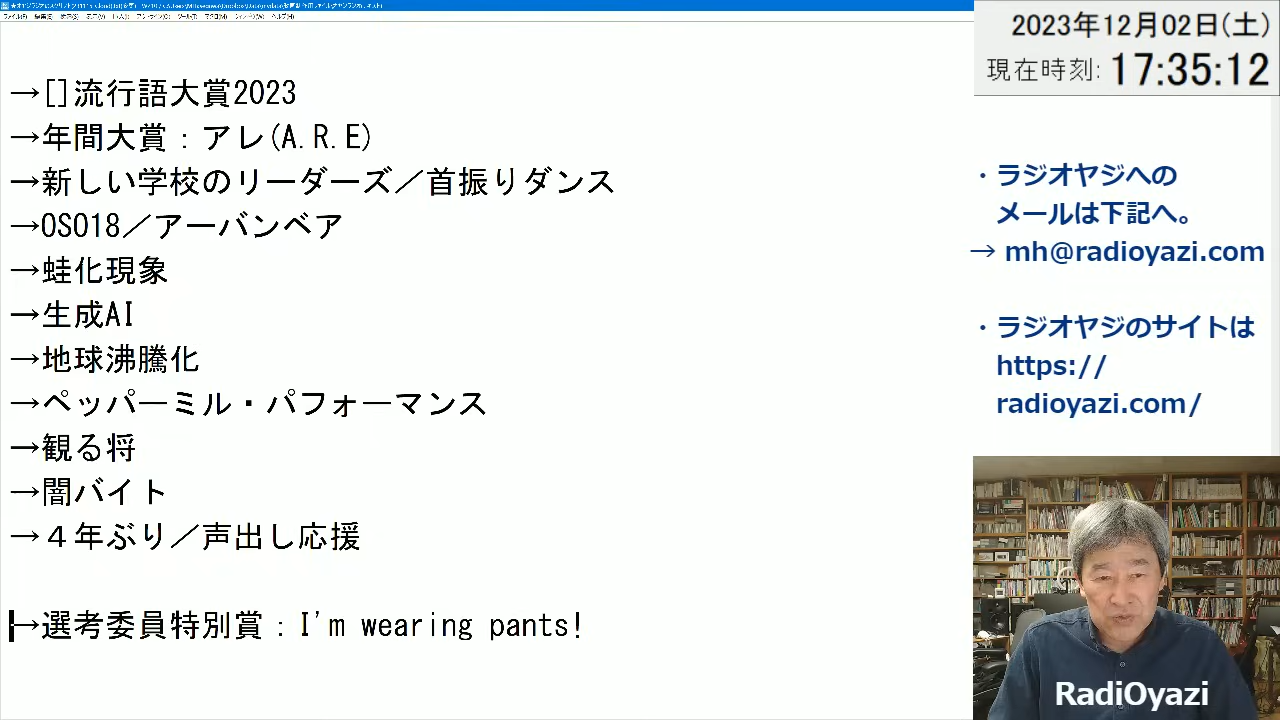 →[]流行語大賞2023
→年間大賞：アレ(A.R.E)
→新しい学校のリーダーズ／首振りダンス
→OSO18／アーバンベア
→蛙化現象
→生成AI
→地球沸騰化
→ペッパーミル・パフォーマンス
→観る将
→闇バイト
→４年ぶり／声出し応援
→選考委員特別賞：I'm wearing pants!
2023年12月02日(土)
現在時刻: 17:35:12
・ラジオヤジへの
メールは下記へ。
→ mh@radioyazi.com
・ラジオヤジのサイトは
https://
radioyazi.com/
RadiOyazi